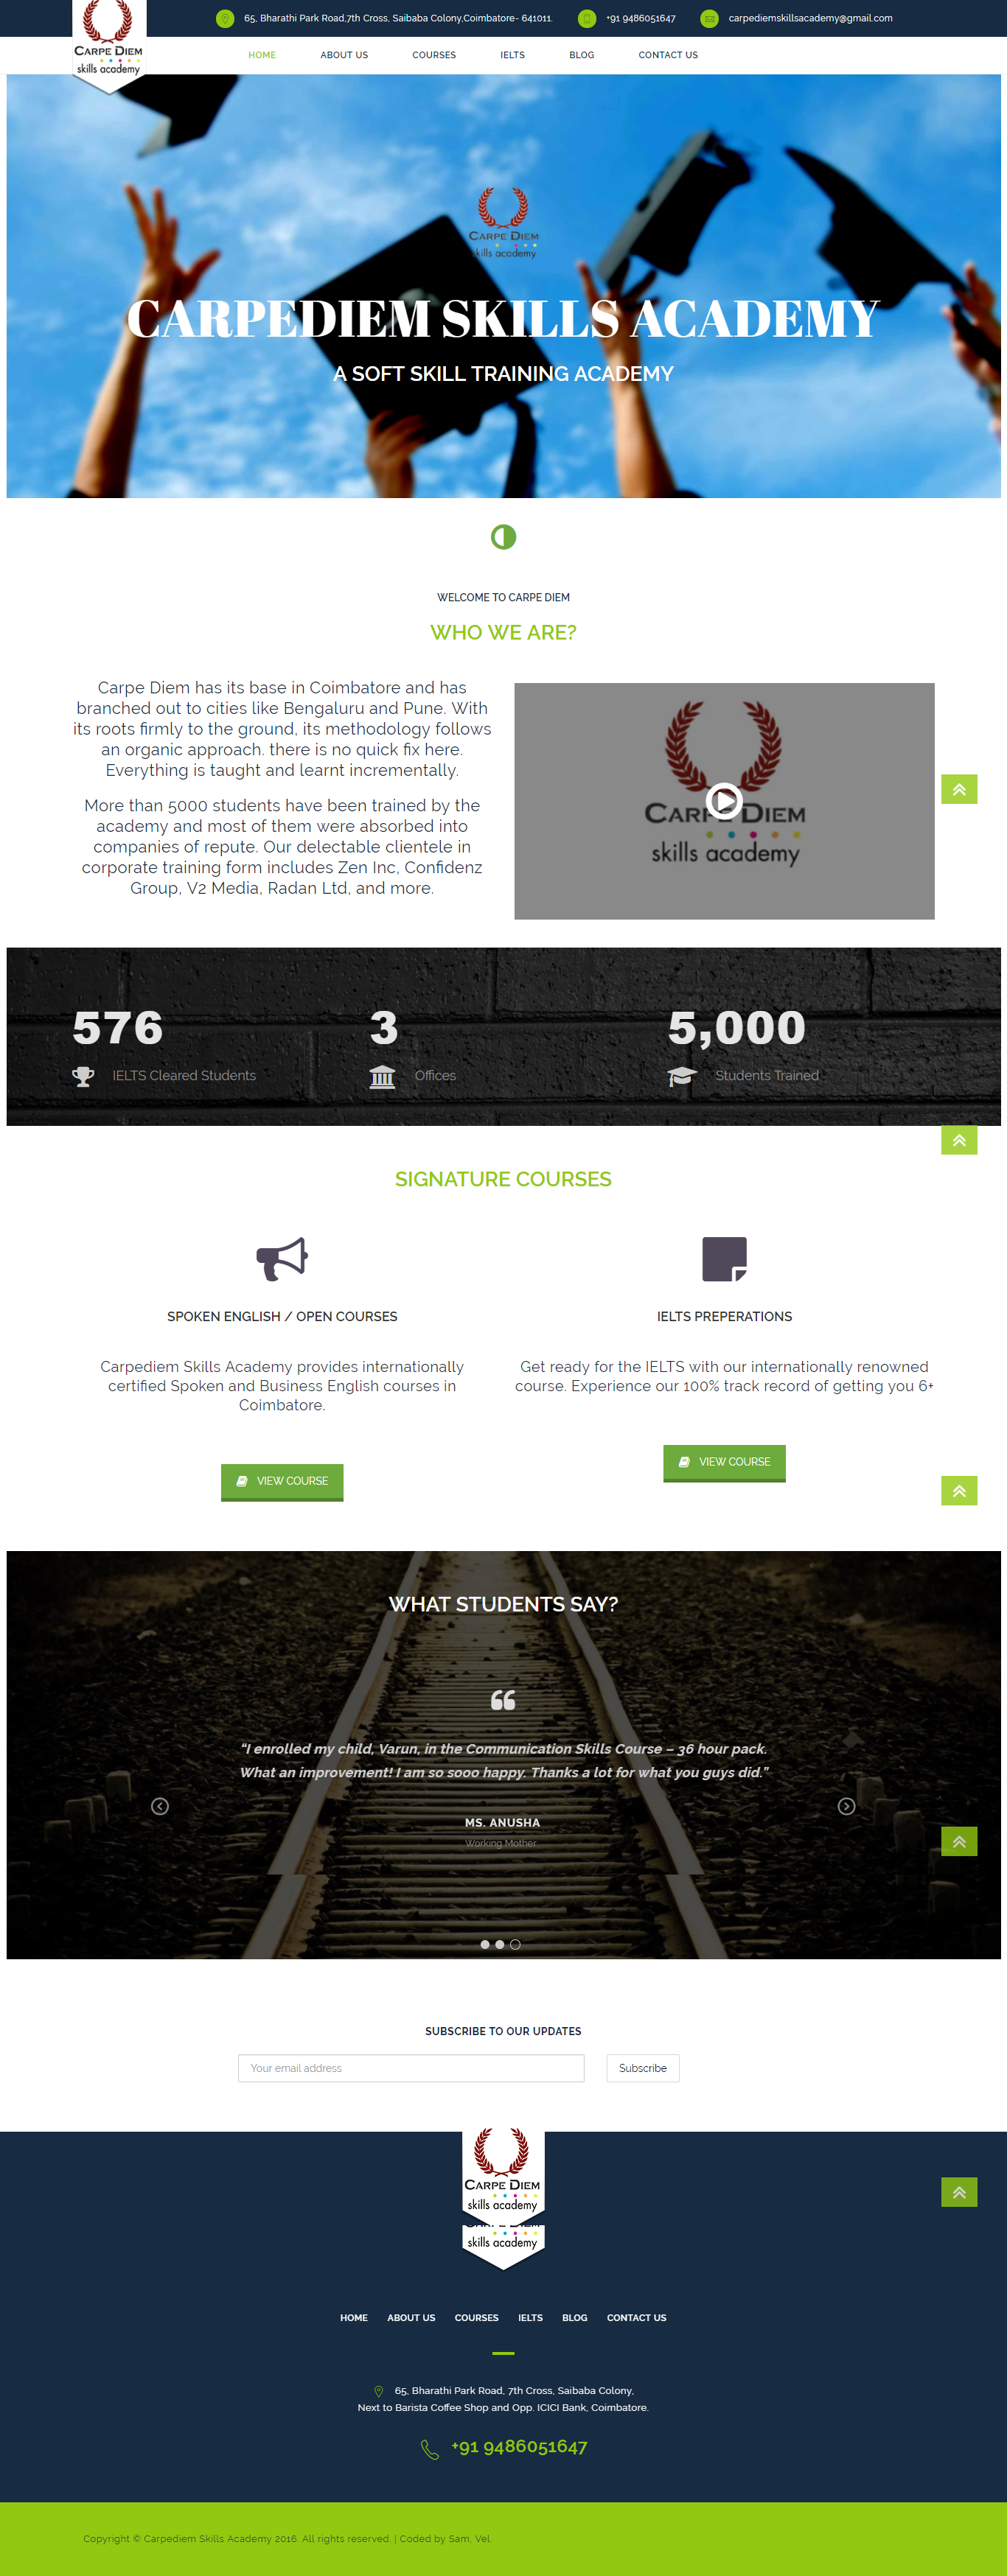 65, Bharathi Park Road,7th Cross, Saibaba Colony,Coimbatore- 641011.
+91 9486051647
carpediemskillsacademy@gmail.com
CARPE DIEM
skills academy
HOME
ABOUT US
COURSES
IELTS
BLOG
CONTACT US
CARPE DIEM
skills academy
CARPEDIEM SKILLS ACADEMY
A SOFT SKILL TRAINING ACADEMY
WELCOME TO CARPE DIEM
WHO WE ARE?
Carpe Diem has its base in Coimbatore and has
branched out to cities like Bengaluru and Pune. With
its roots firmly to the ground, its methodology follows
an organic approach. there is no quick fix here.
Everything is taught and learnt incrementally.
More than 5000 students have been trained by the
academy and most of them were absorbed into
companies of repute. Our delectable clientele in
corporate training form includes Zen Inc, Confidenz
Group, V2 Media, Radan Ltd, and more.
CARPE DIEM
skills academy
576
IELTS Cleared Students
3
Offices
5,000
Students Trained
SIGNATURE COURSES
SPOKEN ENGLISH / OPEN COURSES
Carpediem Skills Academy provides internationally
certified Spoken and Business English courses in
Coimbatore.
VIEW COURSE
IELTS PREPERATIONS
Get ready for the IELTS with our internationally renowned
course. Experience our 100% track record of getting you 6+
VIEW COURSE
WHAT STUDENTS SAY?
“I enrolled my child, Varun, in the Communication Skills Course – 36 hour pack.
What an improvement! I am so sooo happy. Thanks a lot for what you guys did.”
MS. ANUSHA
Working Mother
SUBSCRIBE TO OUR UPDATES
Your email address
Subscribe
CARPE DIEM
skills academy
skills academy
HOME
ABOUT US
COURSES
IELTS
BLOG
CONTACT US
65, Bharathi Park Road, 7th Cross, Saibaba Colony,
Next to Barista Coffee Shop and Opp. ICICI Bank, Coimbatore.
+91 9486051647
Copyright © Carpediem Skills Academy 2016. All rights reserved. | Coded by Sam, Vel.